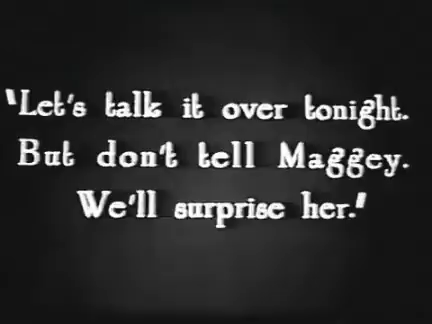 "Let's talk it over tonight.
But don't tell Maggey.
We'll surprise her."